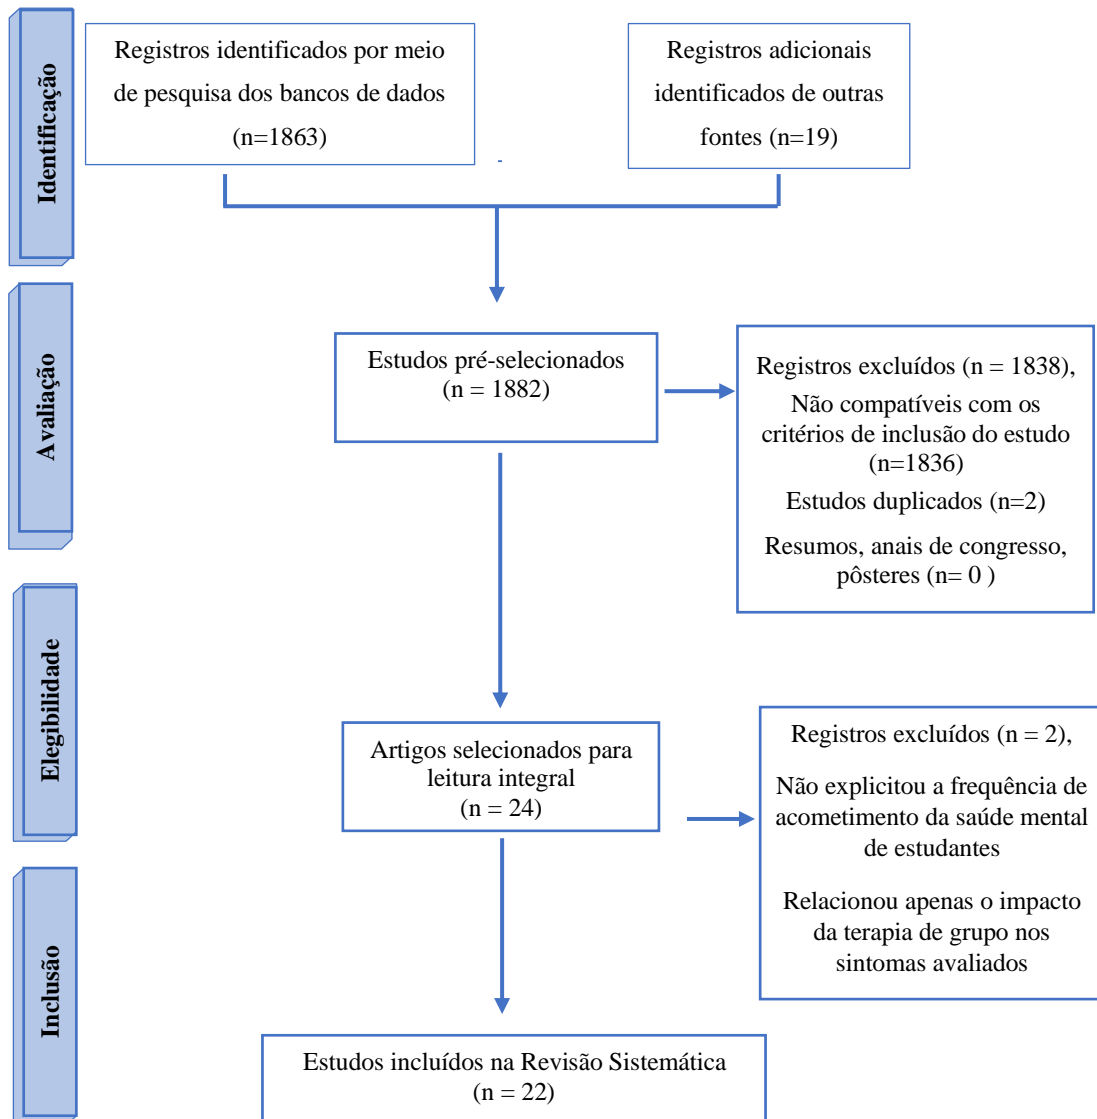 Identificação
Registros identificados por meio
de pesquisa dos bancos de dados
(n=1863)
Registros adicionais
identificados de outras
fontes (n=19)
Avaliação
Estudos pré-selecionados
(n = 1882)
Registros excluídos (n = 1838),
Não compatíveis com os
critérios de inclusão do estudo
(n=1836)
Estudos duplicados (n=2)
Resumos, anais de congresso,
pôsteres (n= 0 )
Elegibilidade
Artigos selecionados para
leitura integral
(n = 24)
Registros excluídos (n = 2),
Não explicitou a frequência de
acometimento da saúde mental
de estudantes
Relacionou apenas o impacto
da terapia de grupo nos
sintomas avaliados
Inclusão
Estudos incluídos na Revisão Sistemática
(n = 22)